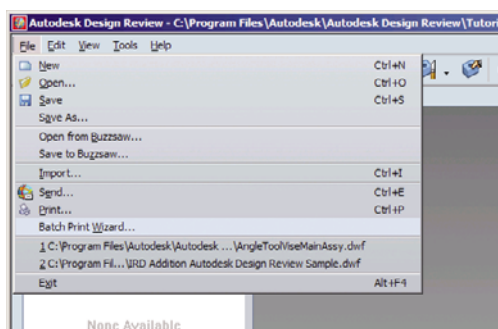 Autodesk Design Review - C:\Program Files\Autodesk\Autodesk Design Review\Tutori
File Edit View Tools Help
New Ctrl+N
Open... Ctrl+O
Save Ctrl+S
Save As...
Open from Buzzsaw...
Save to Buzzsaw...
Import... Ctrl+I
Send... Ctrl+E
Print... Ctrl+P
Batch Print Wizard...
1 C:\Program Files\Autodesk\Autodesk ...\AngleToolViseMainAssy.dwf
2 C:\Program Fil...\IRD Addition Autodesk Design Review Sample.dwf
Exit Alt+F4
None Available